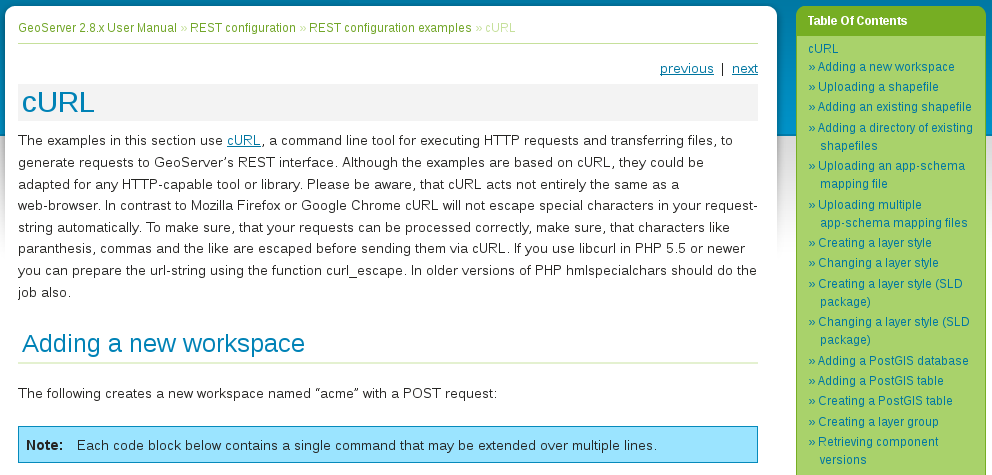 GeoServer 2.8.x User Manual » REST configuration » REST configuration examples » cURL
previous | next
cURL
The examples in this section use cURL, a command line tool for executing HTTP requests and transferring files, to
generate requests to GeoServer’s REST interface. Although the examples are based on cURL, they could be
adapted for any HTTP-capable tool or library. Please be aware, that cURL acts not entirely the same as a
web-browser. In contrast to Mozilla Firefox or Google Chrome cURL will not escape special characters in your request-
string automatically. To make sure, that your requests can be processed correctly, make sure, that characters like
paranthesis, commas and the like are escaped before sending them via cURL. If you use libcurl in PHP 5.5 or newer
you can prepare the url-string using the function curl_escape. In older versions of PHP hmlspecialchars should do the
job also.
Adding a new workspace
The following creates a new workspace named “acme” with a POST request:
Note: Each code block below contains a single command that may be extended over multiple lines.
Table Of Contents
cURL
» Adding a new workspace
» Uploading a shapefile
» Adding an existing shapefile
» Adding a directory of existing
shapefiles
» Uploading an app-schema
mapping file
» Uploading multiple
app-schema mapping files
» Creating a layer style
» Changing a layer style
» Creating a layer style (SLD
package)
» Changing a layer style (SLD
package)
» Adding a PostGIS database
» Adding a PostGIS table
» Creating a PostGIS table
» Creating a layer group
» Retrieving component
versions